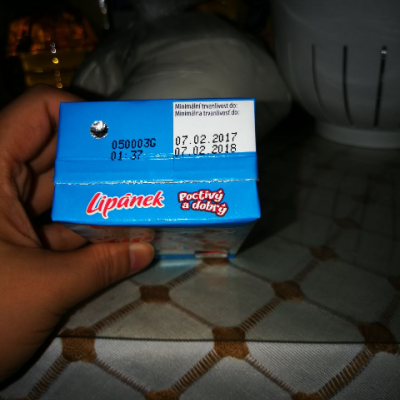 Minimální trvanlivost do:
Minimálna trvanlivosť do:
050003G 07.02.2017
01:37 07.02.2018
Lipánek
Poctivý
a dobrý